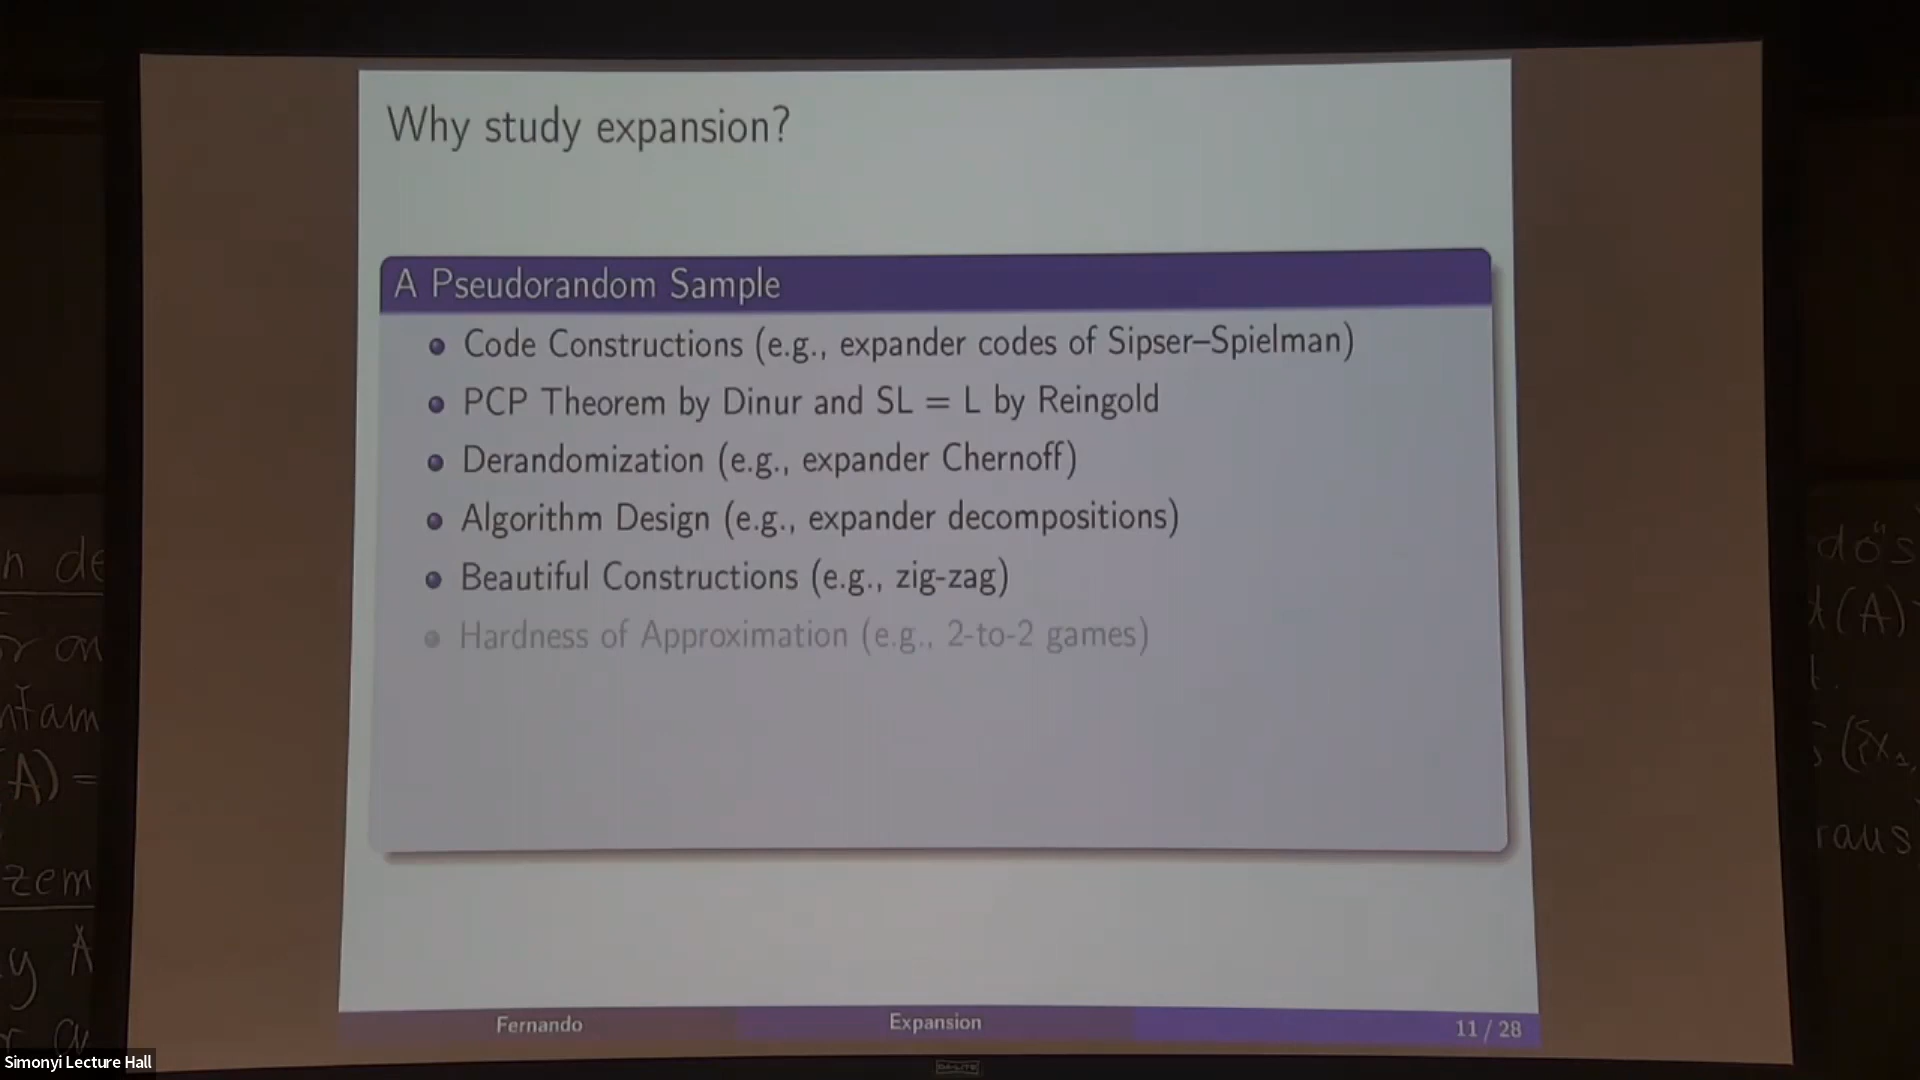 Why study expansion?
A Pseudorandom Sample
Code Constructions (e.g., expander codes of Sipser–Spielman)
PCP Theorem by Dinur and SL = L by Reingold
Derandomization (e.g., expander Chernoff)
Algorithm Design (e.g., expander decompositions)
Beautiful Constructions (e.g., zig-zag)
Hardness of Approximation (e.g., 2-to-2 games)
Fernando Expansion 11 / 28
DA-LITE
Simonyi Lecture Hall